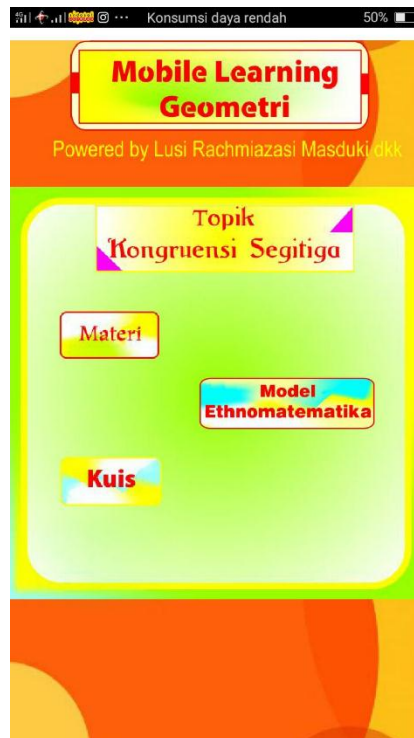 4G Konsumsi daya rendah 50%
Mobile Learning
Geometri
Powered by Lusi Rachmiazasi Masduki dkk
Topik
Kongruensi Segitiga
Materi
Model
Ethnomatematika
Kuis